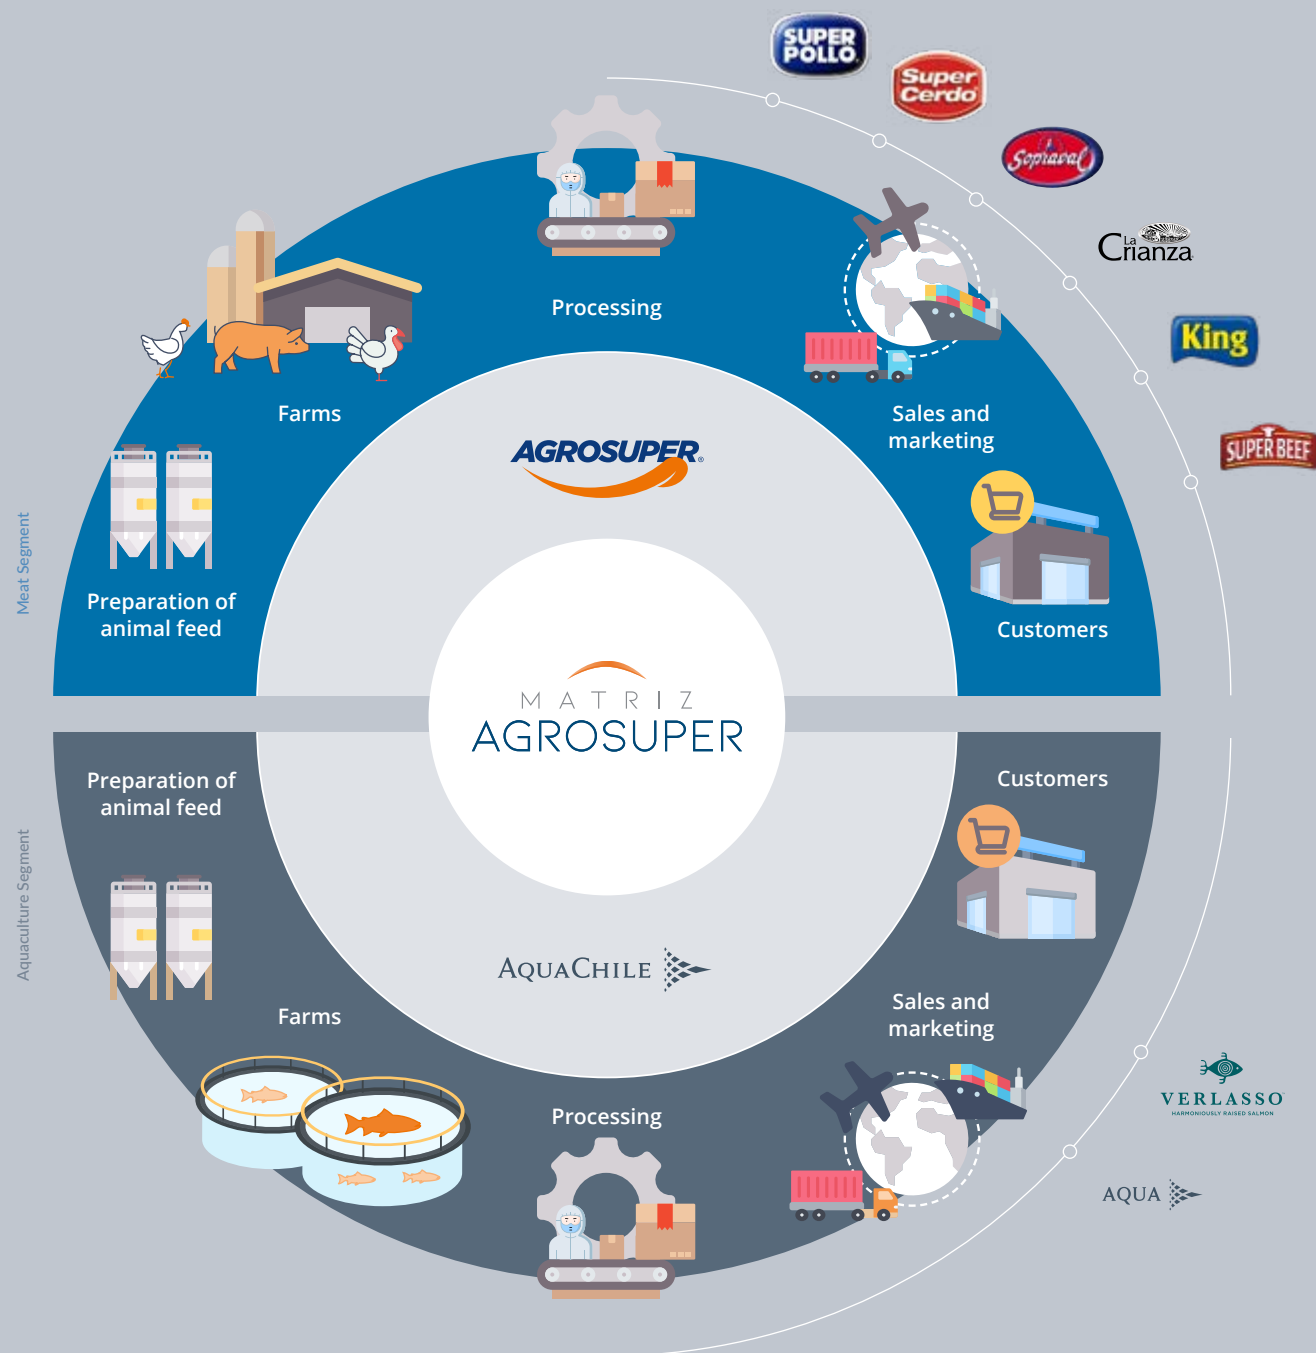 SUPER
POLLO
Super
Cerdo
Sopraval
La
Crianza
King
SUPER BEEF
Processing
Farms
Sales and
marketing
AGROSUPER®
Meat Segment
Preparation of
animal feed
Customers
MATRIZ
AGROSUPER
Preparation of
animal feed
Customers
Aquaculture Segment
AQUACHILE
Farms
Sales and
marketing
Processing
VERLASSO
HARMONIOUSLY RAISED SALMON
AQUA